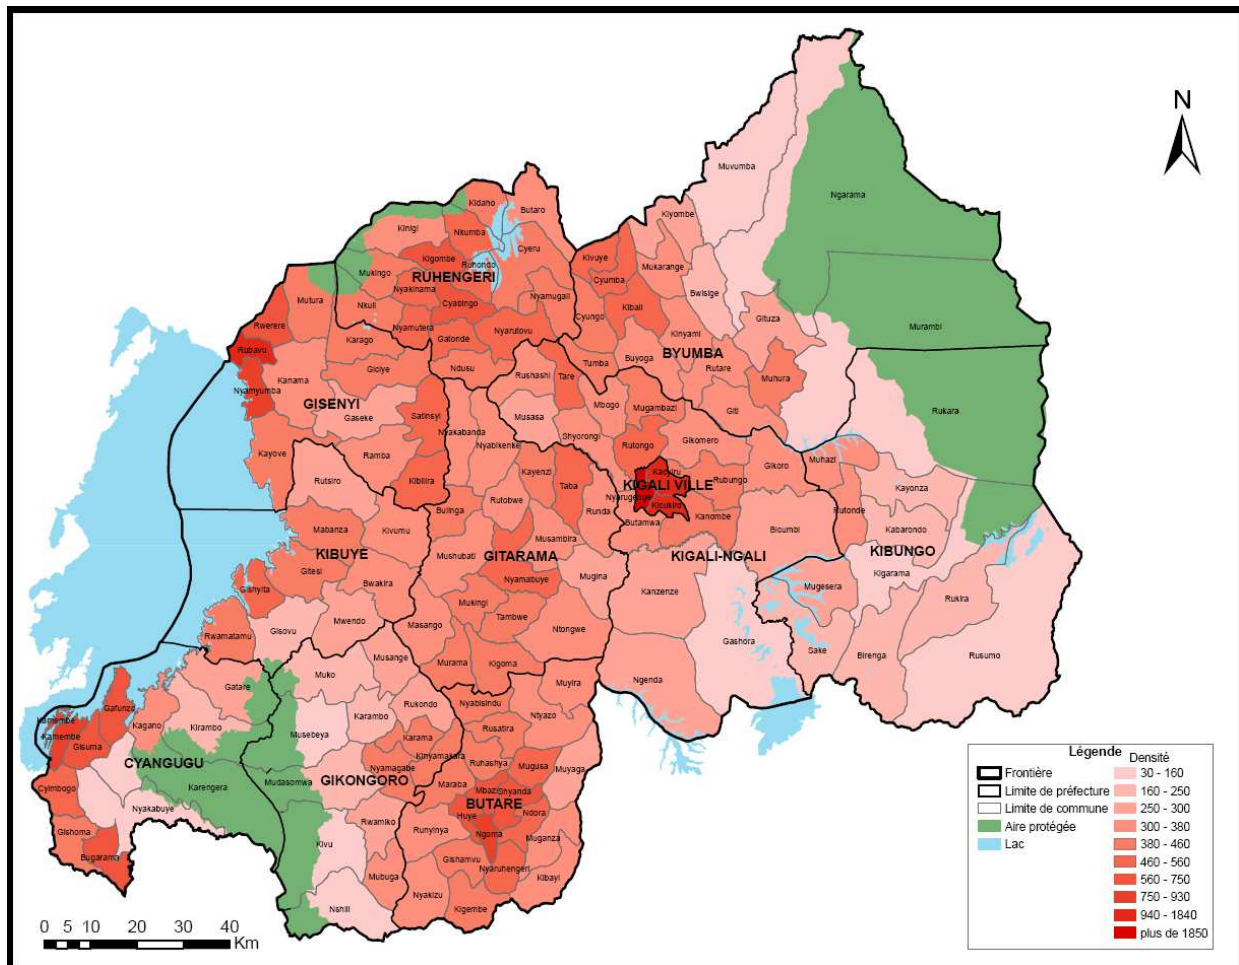 N
Muvumba
Ngarama
Kidaho
Butaro
Kinigi
Nkumba
Kiyombe
Cyeru
Kivuye
Mukarange
Kigombe
Ruhondo
Mukingo
RUHENGERI
Cyumba
Bwisige
Nyakinama
Nyamugali
Mutura
Nkuli
Cyabingo
Kibali
Gituza
Rwerere
Nyamutera
Nyarutovu
Cyungo
Murambi
Karago
Gatonde
Kinyami
Rubavu
Buyoga
BYUMBA
Giciye
Ndusu
Tumba
Rutare
Kanama
Rushashi
Tare
Muhura
Nyamyumba
GISENYI
Mbogo
Mugambazi
Giti
Rukara
Gaseke
Satinsyi
Musasa
Nyakabanda
Shyorongi
Nyabikenke
Rutongo
Gikomero
Kayove
Ramba
Muhazi
Gikoro
Kayenzi
Kacyiru
Rutsiro
Kibilira
Taba
KIGALI VILLE
Rubungo
Kayonza
Rutobwe
Nyarugenge
Kicukiro
Bulinga
Runda
Rutonde
Mabanza
Kivumu
Butamwa
Kanombe
Kabarondo
Musambira
Bicumbi
KIBUYE
Mushubati
GITARAMA
KIGALI-NGALI
KIBUNGO
Gitesi
Mugina
Kigarama
Gishyita
Bwakira
Nyamabuye
Mugesera
Kanzenze
Rukira
Mukingi
Tambwe
Mwendo
Masango
Ntongwe
Rwamatamu
Gisovu
Gashora
Sake
Birenga
Rusumo
Musange
Murama
Kigoma
Muko
Ngenda
Gatare
Muyira
Rukondo
Nyabisindu
Gafunzo
Karambo
Ntyazo
Kamembe
Kagano
Kirambo
Musebeya
Rusatira
Kamembe
Karama
Gisuma
Kinyamakara
CYANGUGU
Ruhashya
Mugusa
Muyaga
Nyamagabe
GIKONGORO
Mudasomwa
Maraba
Mbazi
Shyanda
Cyimbogo
Karengera
BUTARE
Nyakabuye
Huye
Ndora
Rwamiko
Runyinya
Ngoma
Gishoma
Muganza
Kivu
Bugarama
Gishamvu
Nyaruhengeri
Mubuga
Kibayi
Nyakizu
Nshili
Kigembe
0 5 10 20 30 40
Km
Légende
Frontière
Limite de préfecture
Limite de commune
Aire protégée
Lac
Densité
30 - 160
160 - 250
250 - 300
300 - 380
380 - 460
460 - 560
560 - 750
750 - 930
940 - 1840
plus de 1850